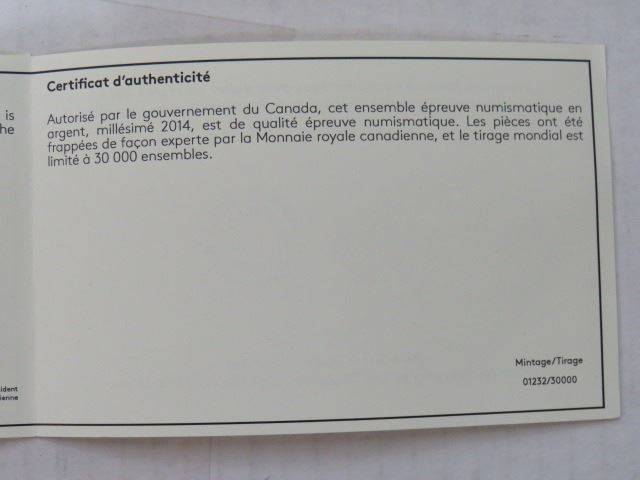 Certificat d'authenticité
is
he
Autorisé par le gouvernement du Canada, cet ensemble épreuve numismatique en
argent, millésimé 2014, est de qualité épreuve numismatique. Les pièces ont été
frappées de façon experte par la Monnaie royale canadienne, et le tirage mondial est
limité à 30 000 ensembles.
Mintage/Tirage
01232/30000
ident
ienne